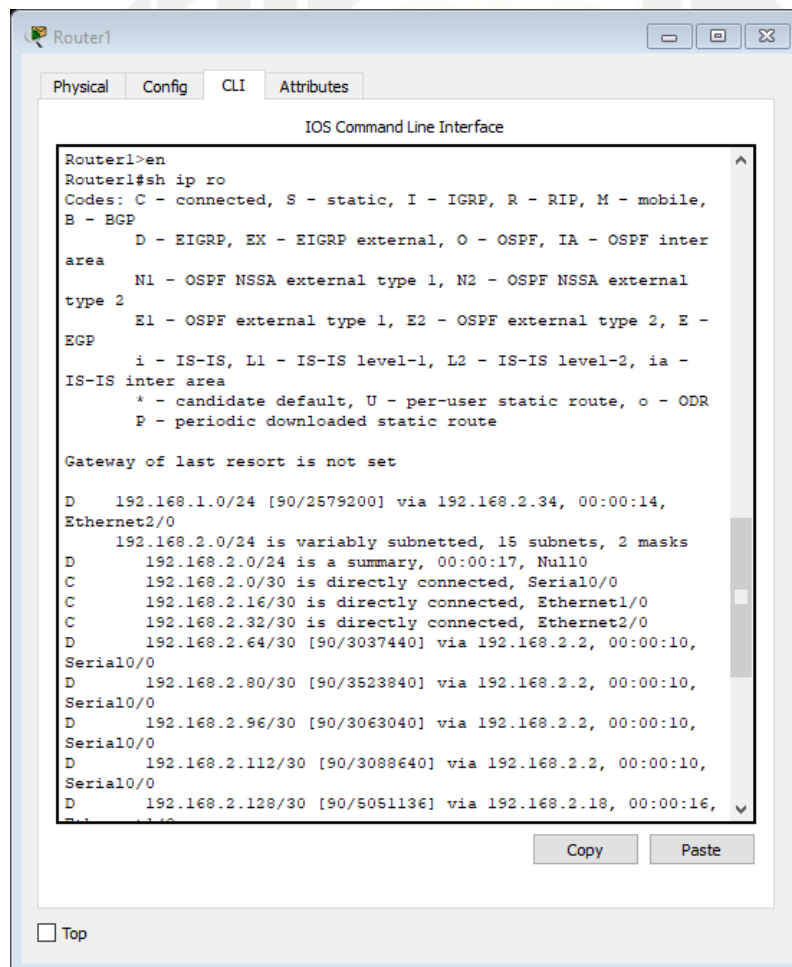 Router1
Physical Config CLI Attributes
IOS Command Line Interface
Router1>en
Router1#sh ip ro
Codes: C - connected, S - static, I - IGRP, R - RIP, M - mobile,
B - BGP
D - EIGRP, EX - EIGRP external, O - OSPF, IA - OSPF inter
area
N1 - OSPF NSSA external type 1, N2 - OSPF NSSA external
type 2
E1 - OSPF external type 1, E2 - OSPF external type 2, E -
EGP
i - IS-IS, L1 - IS-IS level-1, L2 - IS-IS level-2, ia -
IS-IS inter area
* - candidate default, U - per-user static route, o - ODR
P - periodic downloaded static route
Gateway of last resort is not set
D 192.168.1.0/24 [90/2579200] via 192.168.2.34, 00:00:14,
Ethernet2/0
192.168.2.0/24 is variably subnetted, 15 subnets, 2 masks
D 192.168.2.0/24 is a summary, 00:00:17, Null0
C 192.168.2.0/30 is directly connected, Serial0/0
C 192.168.2.16/30 is directly connected, Ethernet1/0
C 192.168.2.32/30 is directly connected, Ethernet2/0
D 192.168.2.64/30 [90/3037440] via 192.168.2.2, 00:00:10,
Serial0/0
D 192.168.2.80/30 [90/3523840] via 192.168.2.2, 00:00:10,
Serial0/0
D 192.168.2.96/30 [90/3063040] via 192.168.2.2, 00:00:10,
Serial0/0
D 192.168.2.112/30 [90/3088640] via 192.168.2.2, 00:00:10,
Serial0/0
D 192.168.2.128/30 [90/5051136] via 192.168.2.18, 00:00:16,
Copy Paste
Top